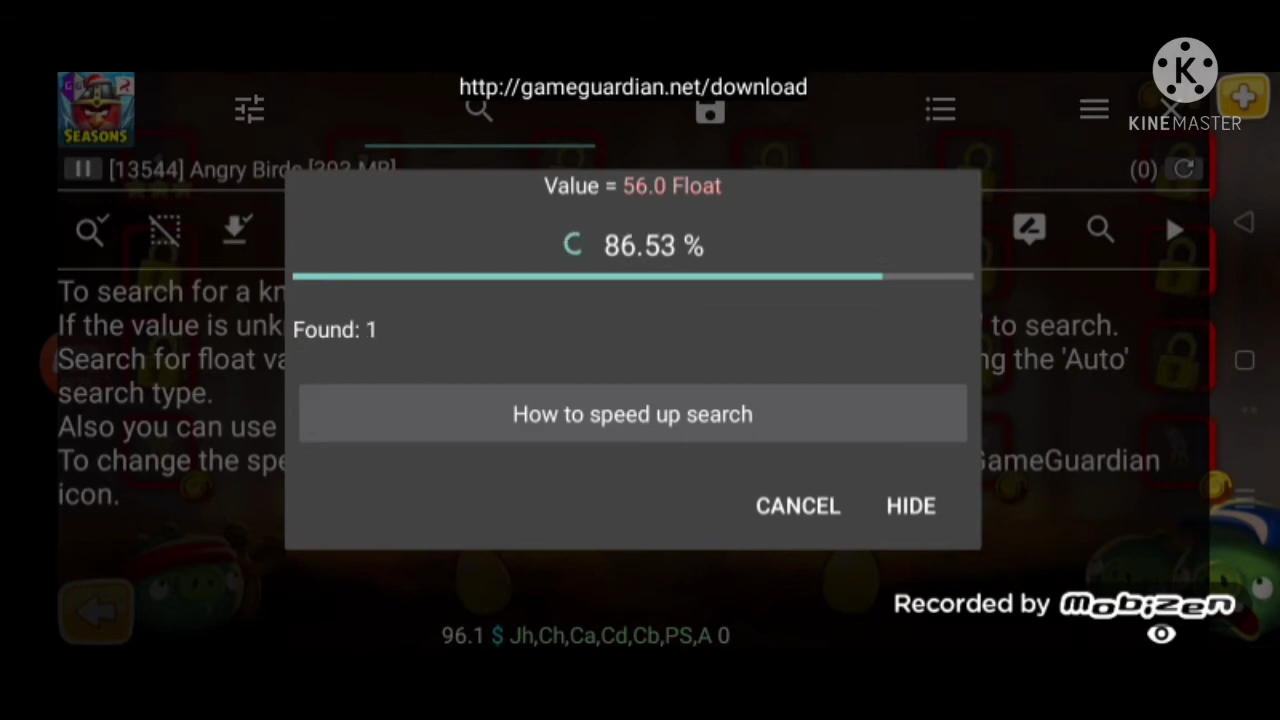 http://gameguardian.net/download
K
KINEMASTER
SEASONS
[13544] Angry Birds [392 MB]
(0)
Value = 56.0 Float
86.53 %
To search for a kn
If the value is unk
' to search.
Found: 1
Search for float va
ng the 'Auto'
search type.
How to speed up search
Also you can use
To change the spe
GameGuardian
icon.
CANCEL
HIDE
Recorded by Mobizen
96.1 $ Jh,Ch,Ca,Cd,Cb,PS,A 0